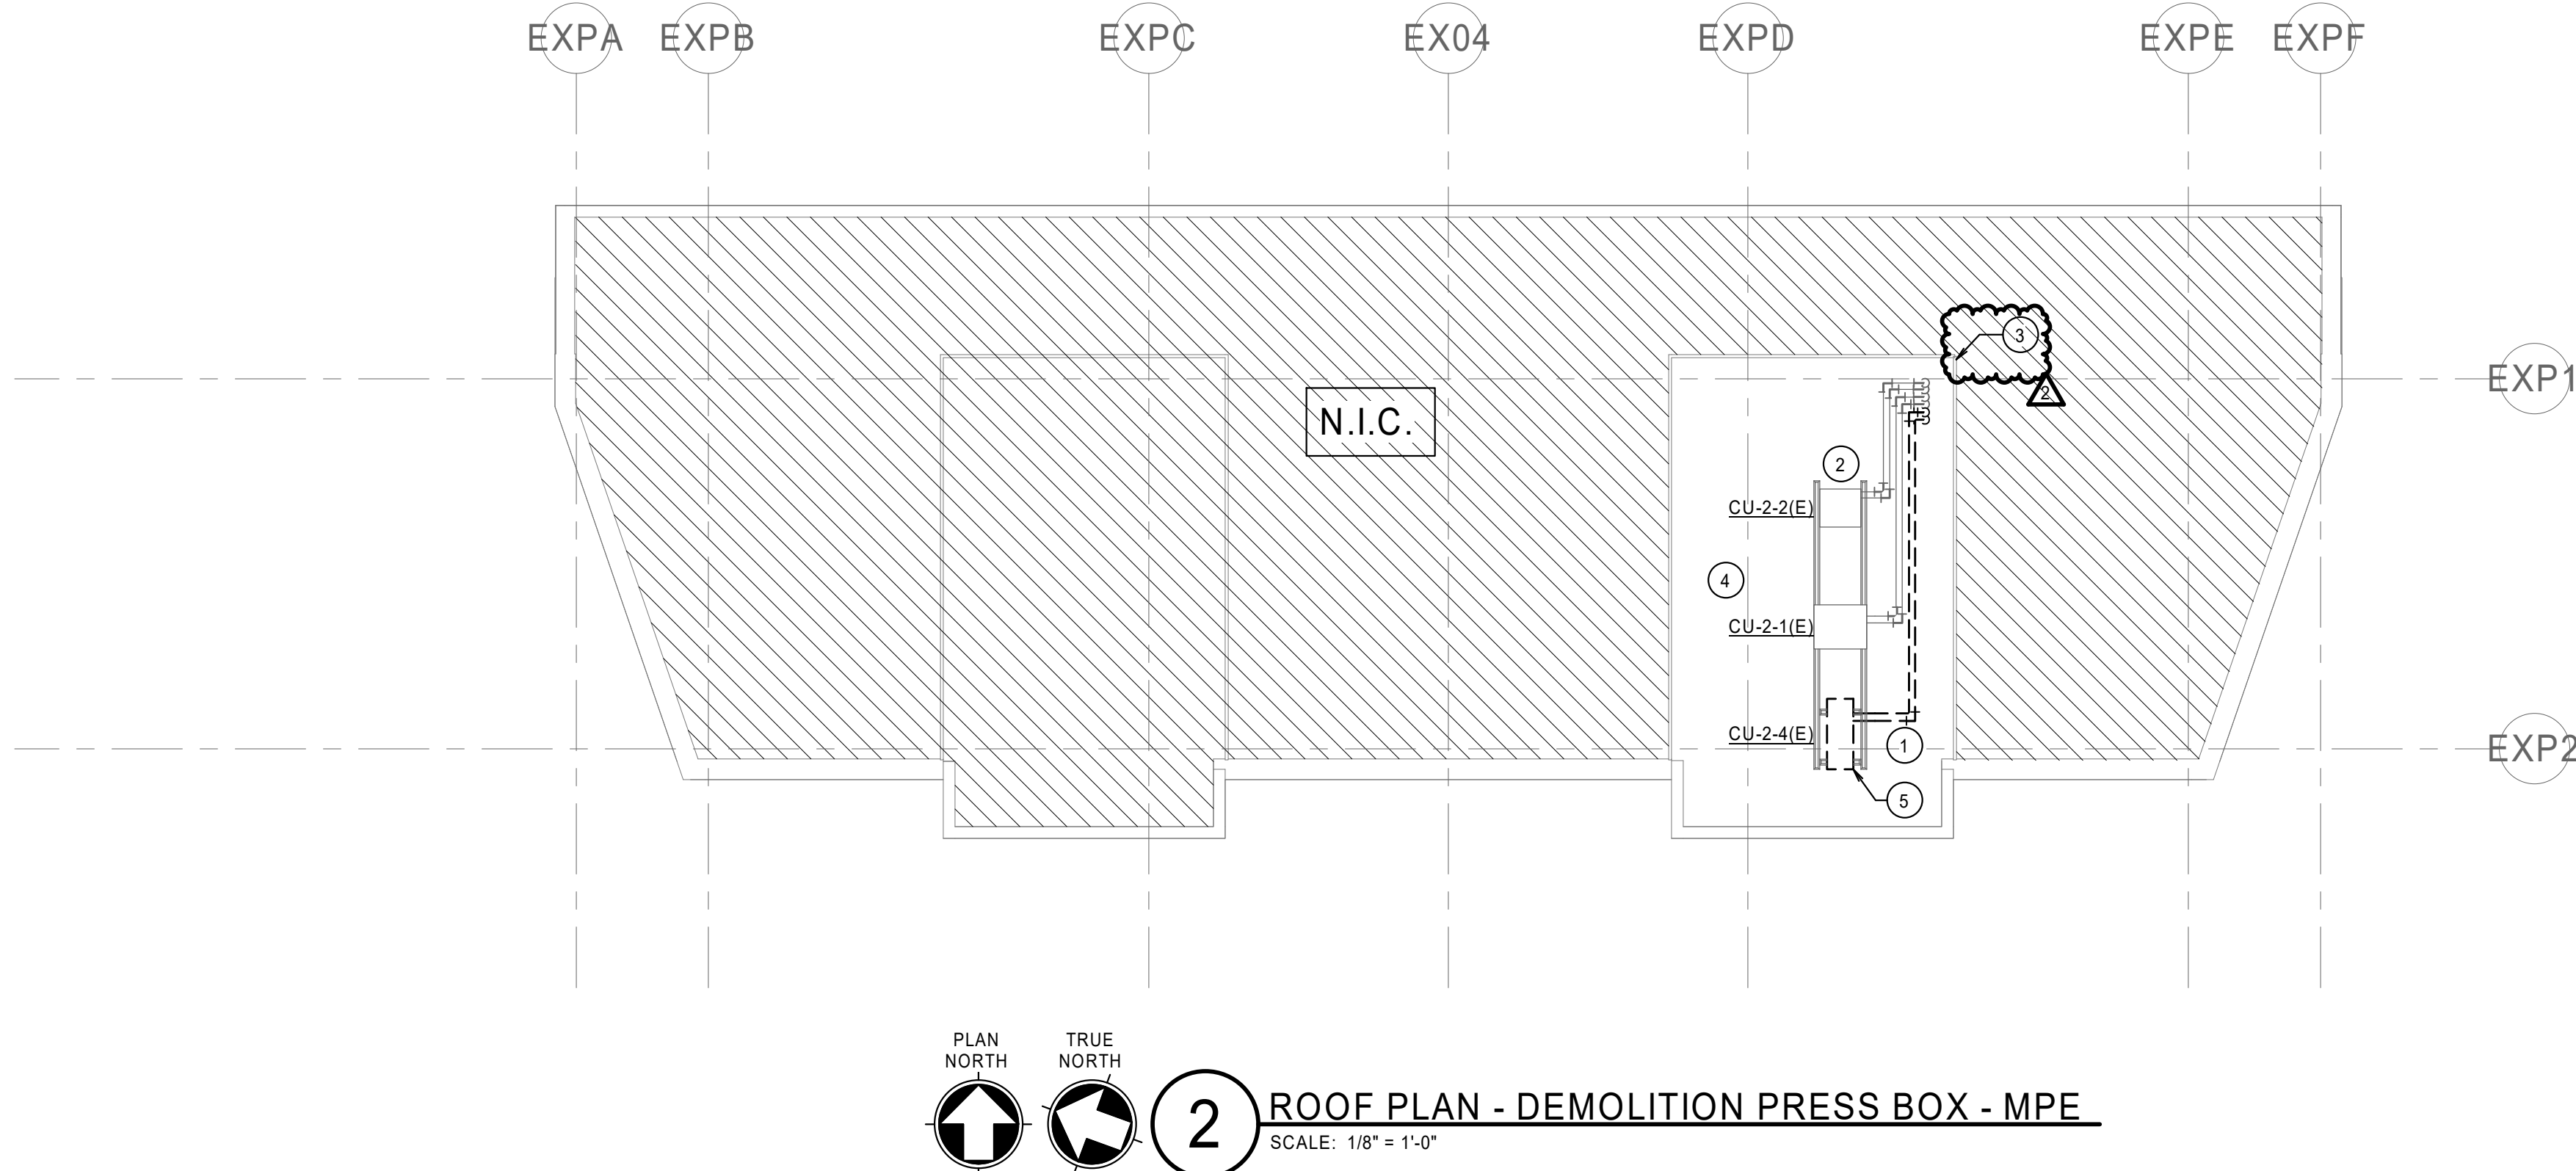 EXPA
EXPB
EXPC
EX04
EXPD
EXPE
EXPF
3
EXP1
2
N.I.C.
2
CU-2-2(E)
4
CU-2-1(E)
CU-2-4(E)
1
EXP2
5
PLAN
NORTH
TRUE
NORTH
2
ROOF PLAN - DEMOLITION PRESS BOX - MPE
SCALE: 1/8" = 1'-0"